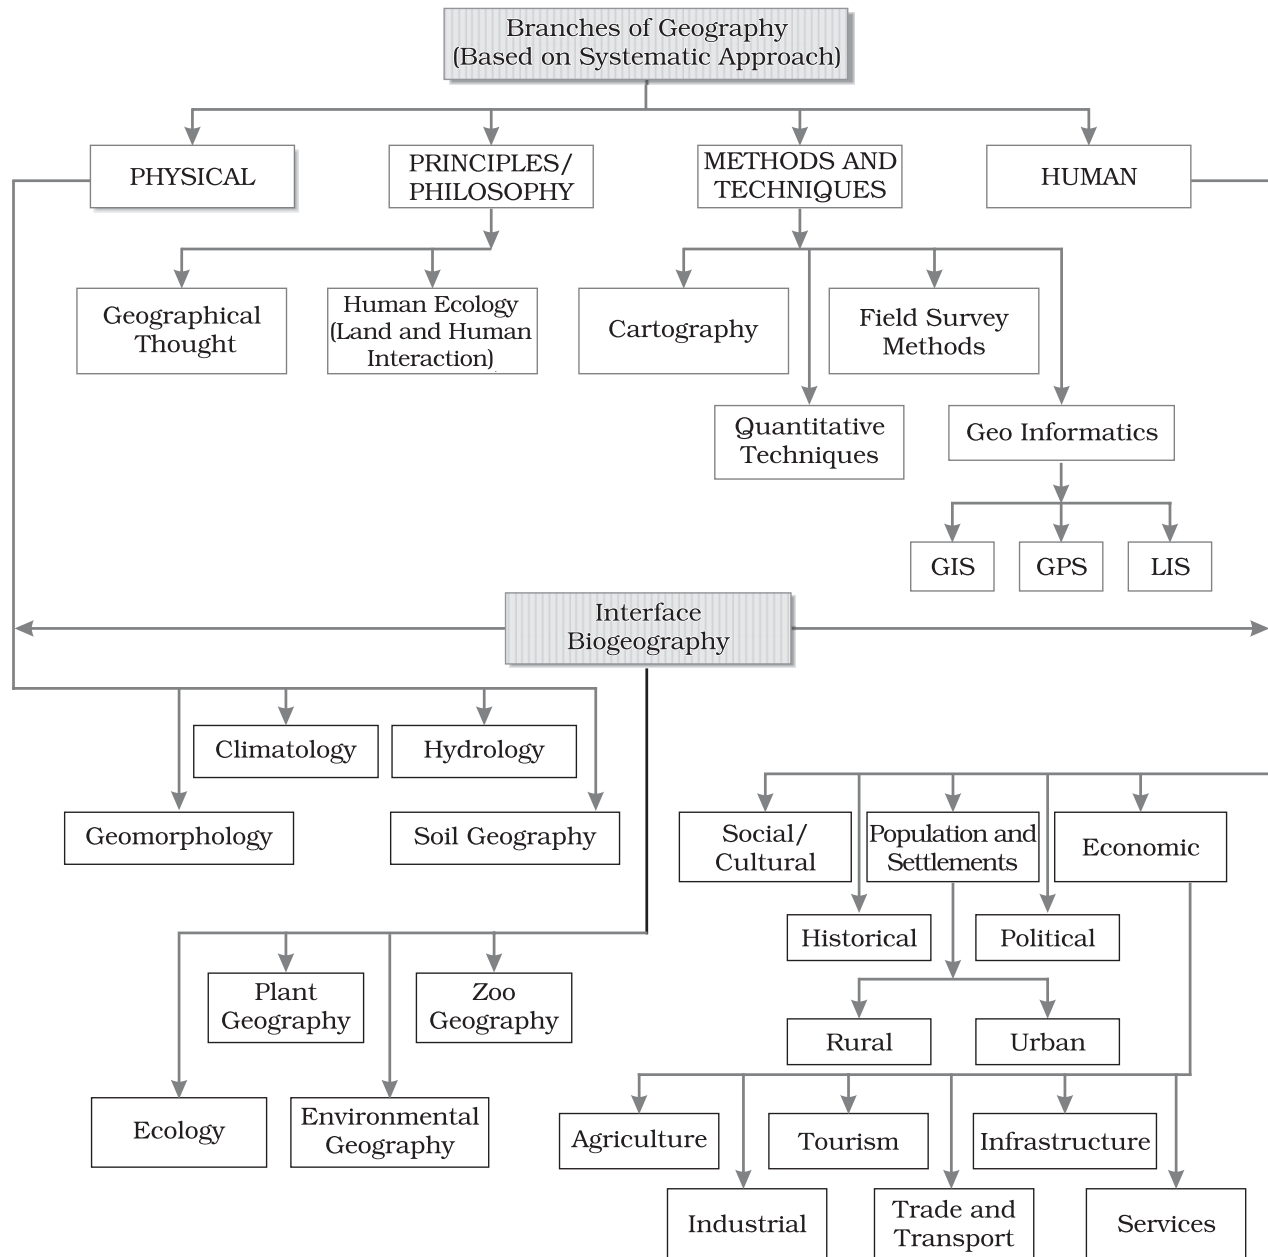 Branches of Geography
(Based on Systematic Approach)
PHYSICAL
PRINCIPLES/
PHILOSOPHY
METHODS AND
TECHNIQUES
HUMAN
Geographical
Thought
Human Ecology
(Land and Human
Interaction)
Cartography
Field Survey
Methods
Quantitative
Techniques
Geo Informatics
GIS
GPS
LIS
Interface
Biogeography
Climatology
Hydrology
Geomorphology
Soil Geography
Social/
Cultural
Population and
Settlements
Economic
Historical
Political
Plant
Geography
Zoo
Geography
Rural
Urban
Ecology
Environmental
Geography
Agriculture
Tourism
Infrastructure
Industrial
Trade and
Transport
Services